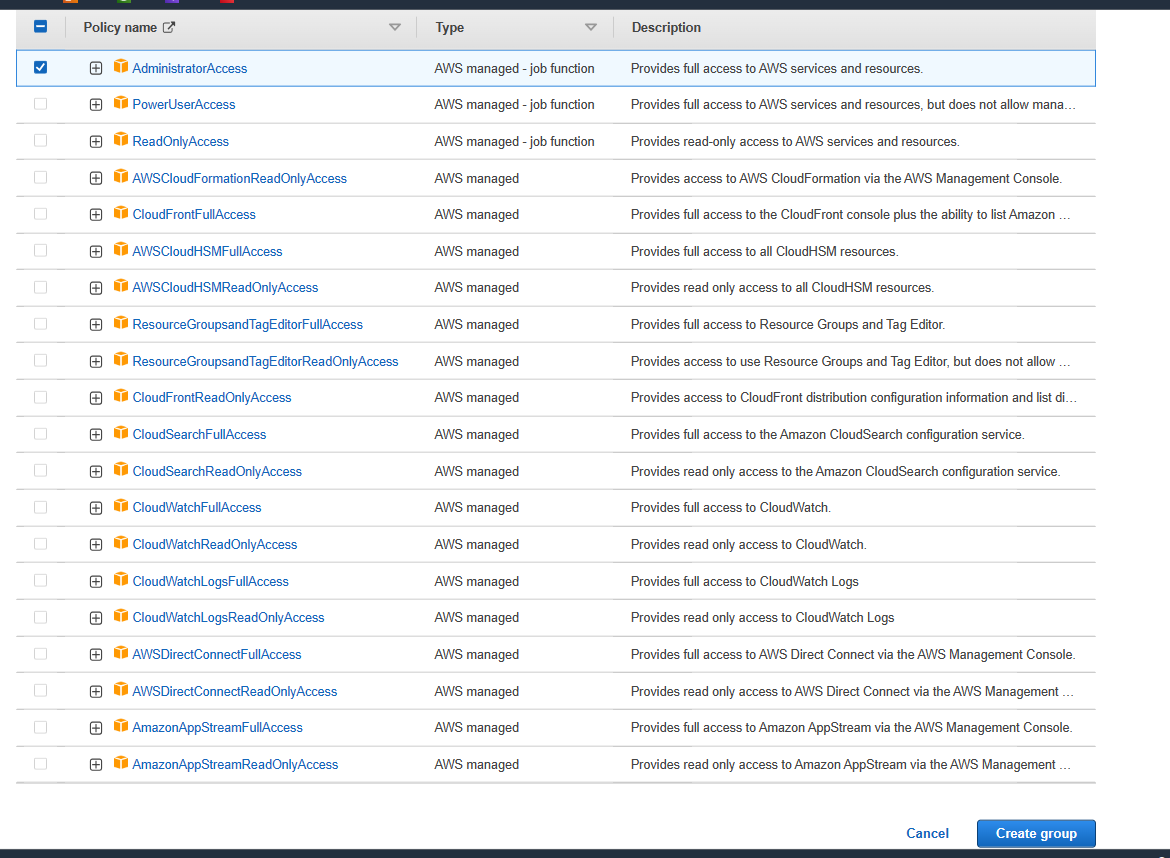 Policy name Type Description
AdministratorAccess AWS managed - job function Provides full access to AWS services and resources.
PowerUserAccess AWS managed - job function Provides full access to AWS services and resources, but does not allow mana…
ReadOnlyAccess AWS managed - job function Provides read-only access to AWS services and resources.
AWSCloudFormationReadOnlyAccess AWS managed Provides access to AWS CloudFormation via the AWS Management Console.
CloudFrontFullAccess AWS managed Provides full access to the CloudFront console plus the ability to list Amazon …
AWSCloudHSMFullAccess AWS managed Provides full access to all CloudHSM resources.
AWSCloudHSMReadOnlyAccess AWS managed Provides read only access to all CloudHSM resources.
ResourceGroupsandTagEditorFullAccess AWS managed Provides full access to Resource Groups and Tag Editor.
ResourceGroupsandTagEditorReadOnlyAccess AWS managed Provides access to use Resource Groups and Tag Editor, but does not allow …
CloudFrontReadOnlyAccess AWS managed Provides access to CloudFront distribution configuration information and list di…
CloudSearchFullAccess AWS managed Provides full access to the Amazon CloudSearch configuration service.
CloudSearchReadOnlyAccess AWS managed Provides read only access to the Amazon CloudSearch configuration service.
CloudWatchFullAccess AWS managed Provides full access to CloudWatch.
CloudWatchReadOnlyAccess AWS managed Provides read only access to CloudWatch.
CloudWatchLogsFullAccess AWS managed Provides full access to CloudWatch Logs
CloudWatchLogsReadOnlyAccess AWS managed Provides read only access to CloudWatch Logs
AWSDirectConnectFullAccess AWS managed Provides full access to AWS Direct Connect via the AWS Management Console.
AWSDirectConnectReadOnlyAccess AWS managed Provides read only access to AWS Direct Connect via the AWS Management …
AmazonAppStreamFullAccess AWS managed Provides full access to Amazon AppStream via the AWS Management Console.
AmazonAppStreamReadOnlyAccess AWS managed Provides read only access to Amazon AppStream via the AWS Management …
Cancel Create group